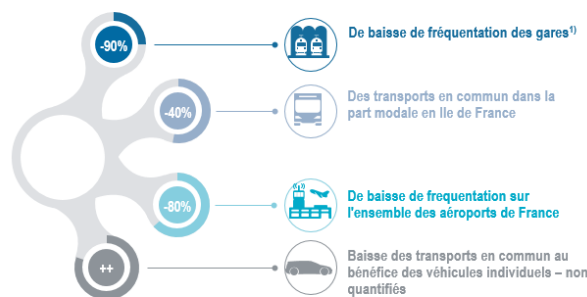 -90%
De baisse de fréquentation des gares¹⁾
-40%
Des transports en commun dans la
part modale en Ile de France
-80%
De baisse de frequentation sur
l'ensemble des aéroports de France
++
Baisse des transports en commun au
bénéfice des véhicules individuels – non
quantifiés